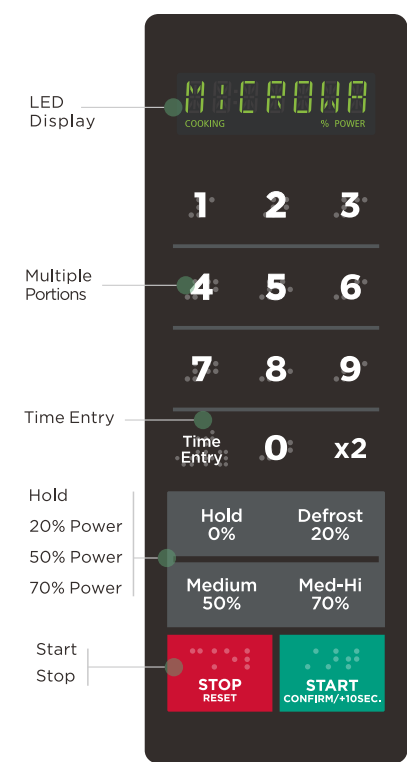 LED
Display
MICROWA
COOKING % POWER
1 2 3
Multiple
Portions
4 5 6
7 8 9
Time Entry
Time
Entry
0 x2
Hold
20% Power
50% Power
70% Power
Hold
0%
Defrost
20%
Medium
50%
Med-Hi
70%
Start
Stop
STOP
RESET
START
CONFIRM/+10SEC.